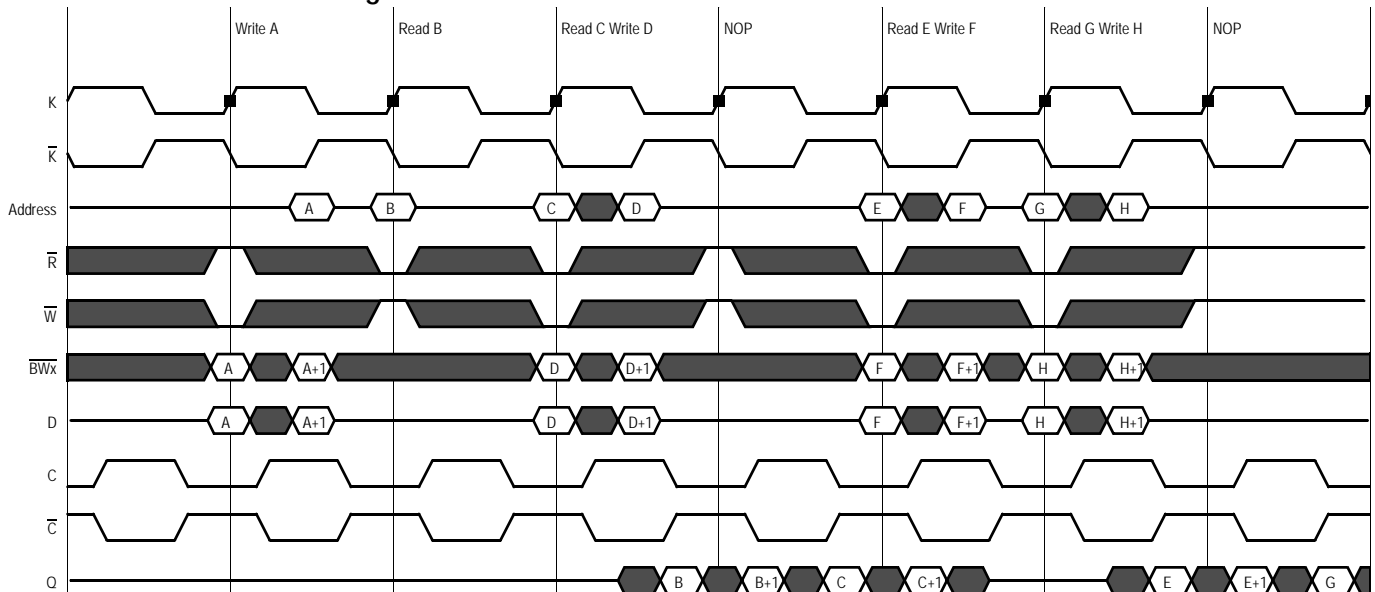 Write A Read B Read C Write D NOP Read E Write F Read G Write H NOP
K
K̅
Address A B C D E F G H
R̅
W̅
B̅W̅x̅ A A+1 D D+1 F F+1 H H+1
D A A+1 D D+1 F F+1 H H+1
C
C̅
Q B B+1 C C+1 E E+1 G